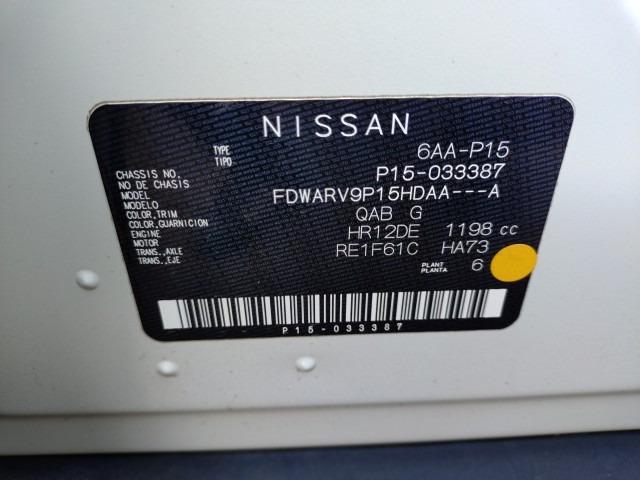 NISSAN
TYPE
TIPO
6AA-P15
CHASSIS NO.
NO DE CHASIS
P15-033387
MODEL
MODELO
FDWARV9P15HDAA---A
COLOR,TRIM
COLOR,GUARNICION
QAB G
ENGINE
MOTOR
HR12DE 1198 cc
TRANS.,AXLE
TRANS.,EJE
RE1F61C HA73
PLANT
PLANTA
6
P15-033387